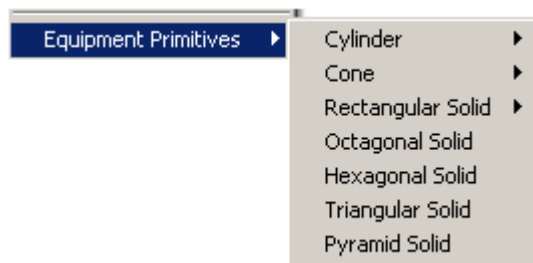 Equipment Primitives
Cylinder
Cone
Rectangular Solid
Octagonal Solid
Hexagonal Solid
Triangular Solid
Pyramid Solid